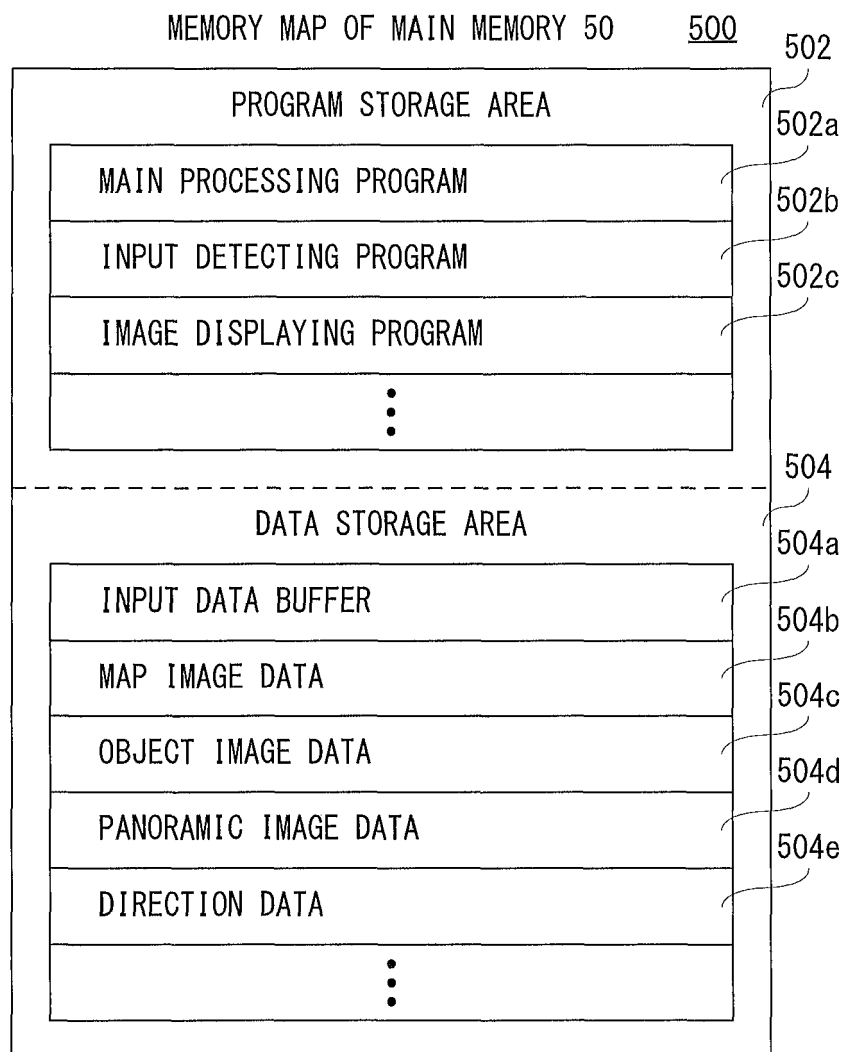 MEMORY MAP OF MAIN MEMORY 50 500
502
PROGRAM STORAGE AREA
502a
MAIN PROCESSING PROGRAM
502b
INPUT DETECTING PROGRAM
502c
IMAGE DISPLAYING PROGRAM
504
DATA STORAGE AREA
504a
INPUT DATA BUFFER
504b
MAP IMAGE DATA
504c
OBJECT IMAGE DATA
504d
PANORAMIC IMAGE DATA
504e
DIRECTION DATA